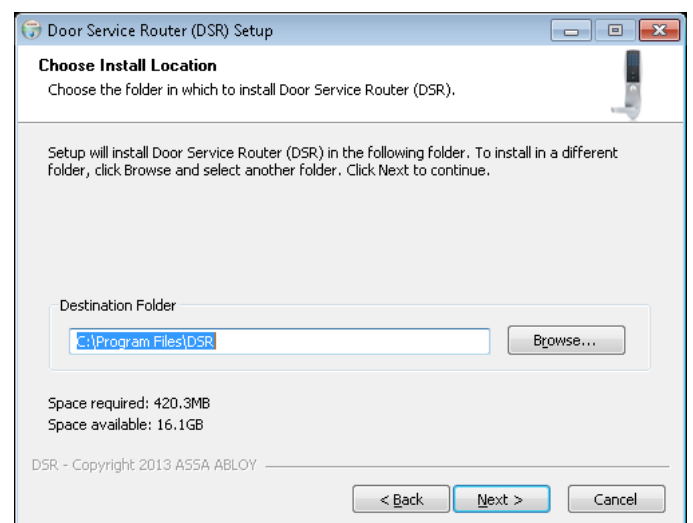 Door Service Router (DSR) Setup
Choose Install Location
Choose the folder in which to install Door Service Router (DSR).
Setup will install Door Service Router (DSR) in the following folder. To install in a different
folder, click Browse and select another folder. Click Next to continue.
Destination Folder
C:\Program Files\DSR
Browse...
Space required: 420.3MB
Space available: 16.1GB
DSR - Copyright 2013 ASSA ABLOY
< Back
Next >
Cancel